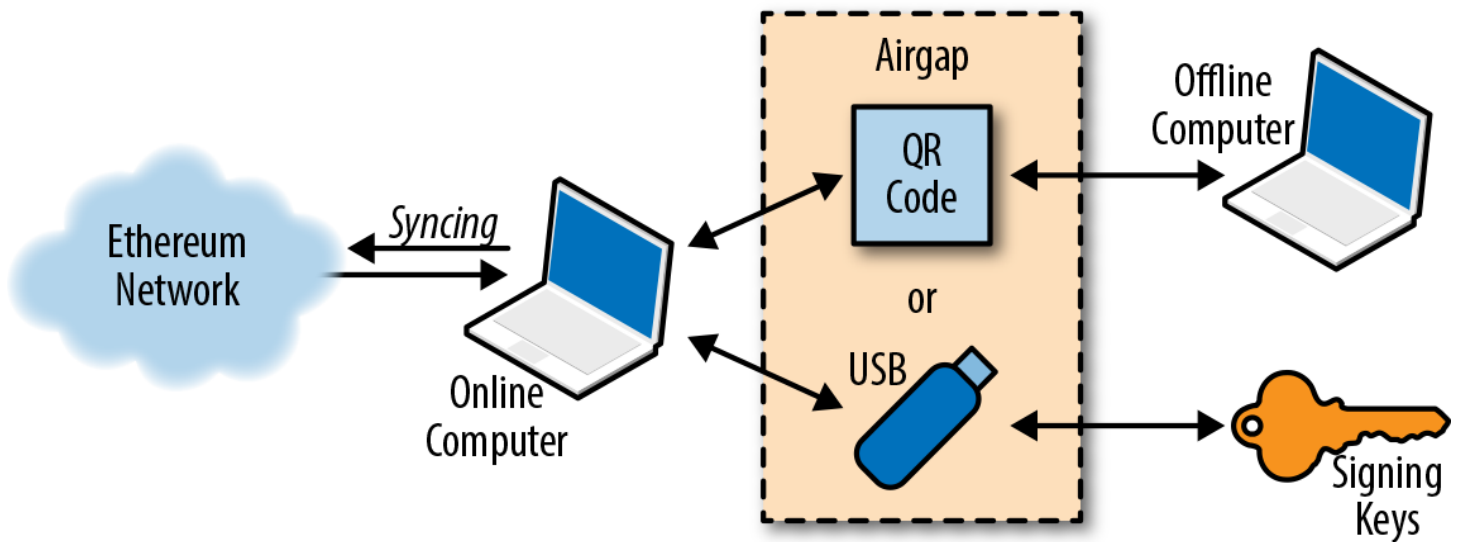 Ethereum
Network
Syncing
Online
Computer
Airgap
QR
Code
or
USB
Offline
Computer
Signing
Keys